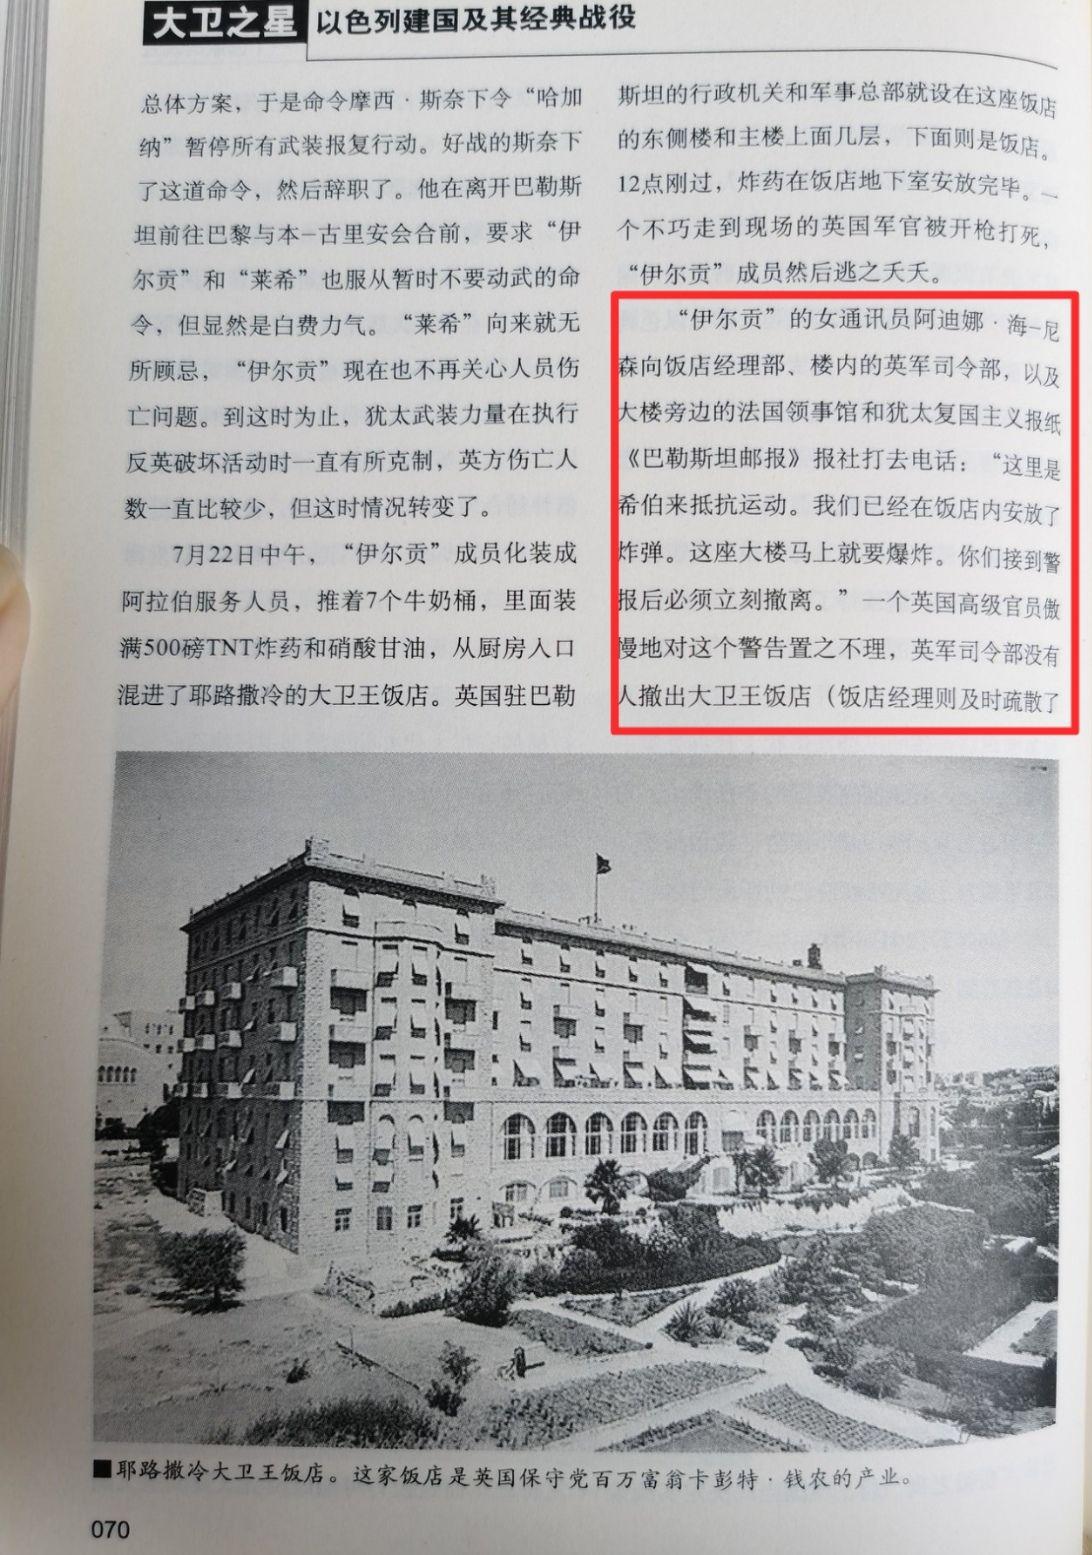 大卫之星 以色列建国及其经典战役
总体方案，于是命令摩西·斯奈下令“哈加
纳”暂停所有武装报复行动。好战的斯奈下
了这道命令，然后辞职了。他在离开巴勒斯
坦前往巴黎与本–古里安会合前，要求“伊
尔贡”和“莱希”也服从暂时不要动武的命
令，但显然是白费力气。“莱希”向来就无
所顾忌，“伊尔贡”现在也不再关心人员伤
亡问题。到这时为止，犹太武装力量在执行
反英破坏活动时一直有所克制，英方伤亡人
数一直比较少，但这时情况转变了。
7月22日中午，“伊尔贡”成员化装成
阿拉伯服务人员，推着7个牛奶桶，里面装
满500磅TNT炸药和硝酸甘油，从厨房入口
混进了耶路撒冷的大卫王饭店。英国驻巴勒
斯坦的行政机关和军事总部就设在这座饭店
的东侧楼和主楼上面几层，下面则是饭店。
12点刚过，炸药在饭店地下室安放完毕。一
个不巧走到现场的英国军官被开枪打死，
“伊尔贡”成员然后逃之夭夭。
“伊尔贡”的女通讯员阿迪娜·海–尼
森向饭店经理部、楼内的英军司令部，以及
大楼旁边的法国领事馆和犹太复国主义报纸
《巴勒斯坦邮报》报社打去电话：“这里是
希伯来抵抗运动。我们已经在饭店内安放了
炸弹。这座大楼马上就要爆炸。你们接到警
报后必须立刻撤离。”一个英国高级官员傲
慢地对这个警告置之不理，英军司令部没有
人撤出大卫王饭店（饭店经理则及时疏散了
■耶路撒冷大卫王饭店。这家饭店是英国保守党百万富翁卡彭特·钱农的产业。
070